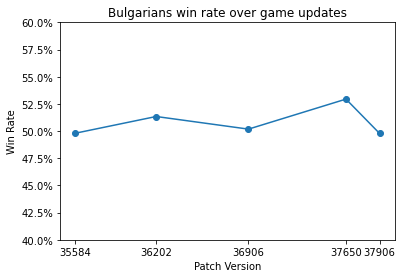 Bulgarians win rate over game updates
60.0%
57.5%
55.0%
52.5%
50.0%
47.5%
45.0%
42.5%
40.0%
Win Rate
35584 36202 36906 37650 37906
Patch Version